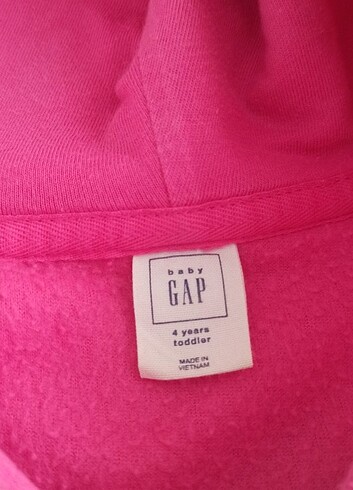 baby
GAP
4 years
toddler
MADE IN
VIETNAM